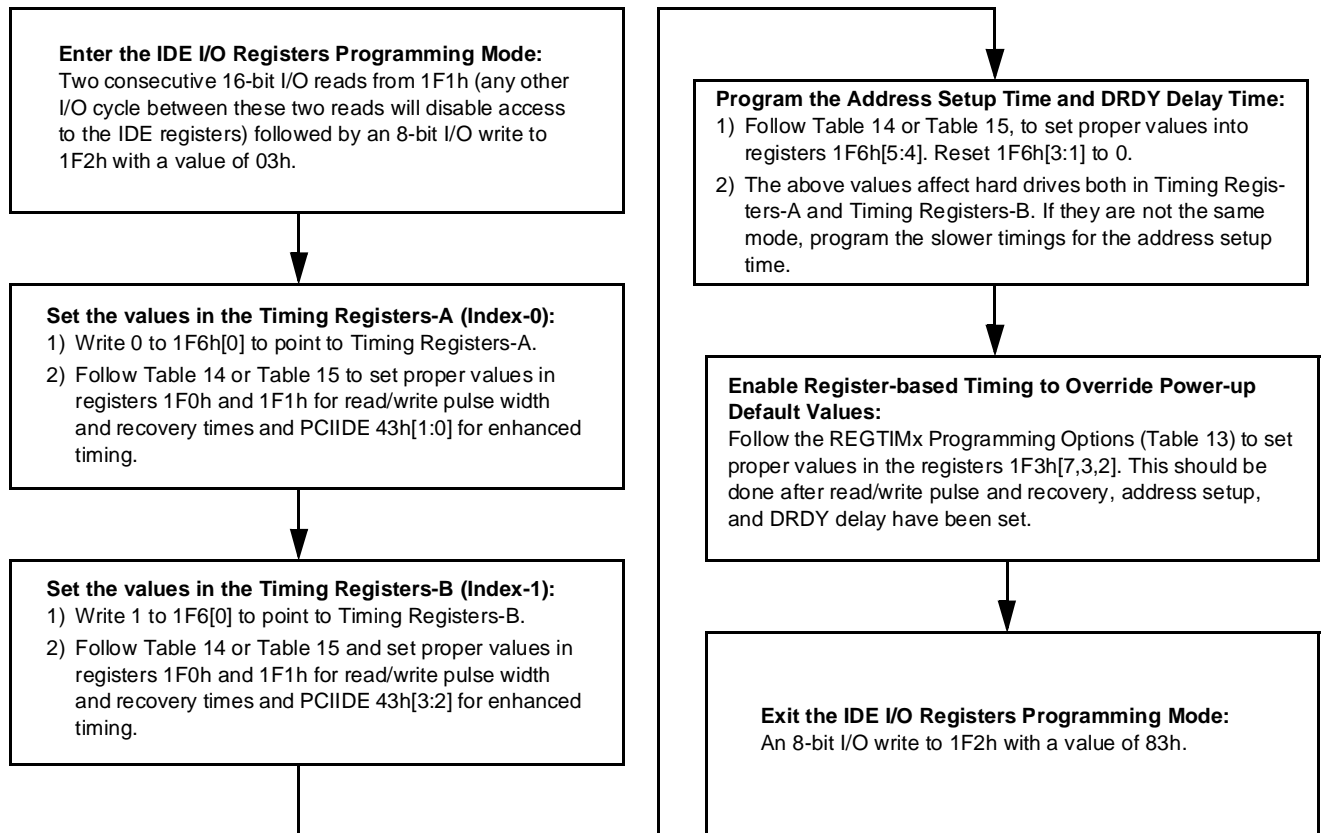 Enter the IDE I/O Registers Programming Mode:
Two consecutive 16-bit I/O reads from 1F1h (any other
I/O cycle between these two reads will disable access
to the IDE registers) followed by an 8-bit I/O write to
1F2h with a value of 03h.
Set the values in the Timing Registers-A (Index-0):
1) Write 0 to 1F6h[0] to point to Timing Registers-A.
2) Follow Table 14 or Table 15 to set proper values in
registers 1F0h and 1F1h for read/write pulse width
and recovery times and PCIIDE 43h[1:0] for enhanced
timing.
Set the values in the Timing Registers-B (Index-1):
1) Write 1 to 1F6[0] to point to Timing Registers-B.
2) Follow Table 14 or Table 15 and set proper values in
registers 1F0h and 1F1h for read/write pulse width
and recovery times and PCIIDE 43h[3:2] for enhanced
timing.
Program the Address Setup Time and DRDY Delay Time:
1) Follow Table 14 or Table 15, to set proper values into
registers 1F6h[5:4]. Reset 1F6h[3:1] to 0.
2) The above values affect hard drives both in Timing Regis-
ters-A and Timing Registers-B. If they are not the same
mode, program the slower timings for the address setup
time.
Enable Register-based Timing to Override Power-up
Default Values:
Follow the REGTIMx Programming Options (Table 13) to set
proper values in the registers 1F3h[7,3,2]. This should be
done after read/write pulse and recovery, address setup,
and DRDY delay have been set.
Exit the IDE I/O Registers Programming Mode:
An 8-bit I/O write to 1F2h with a value of 83h.